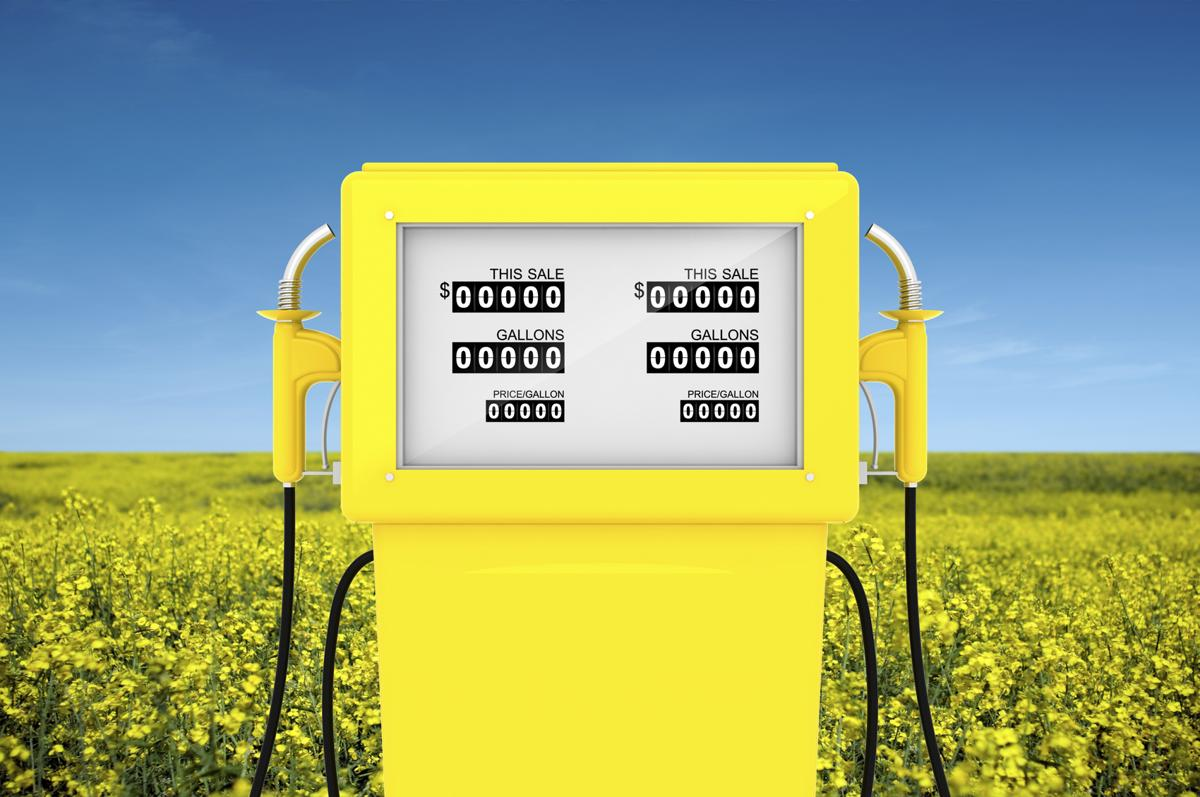 THIS SALE
$ 00000
GALLONS
00000
PRICE/GALLON
00000
THIS SALE
$ 00000
GALLONS
00000
PRICE/GALLON
00000